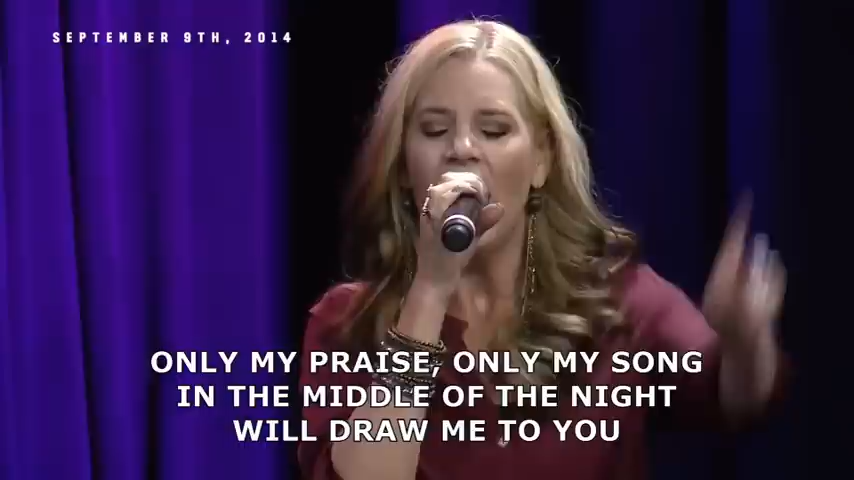 SEPTEMBER 9TH, 2014
ONLY MY PRAISE, ONLY MY SONG
IN THE MIDDLE OF THE NIGHT
WILL DRAW ME TO YOU